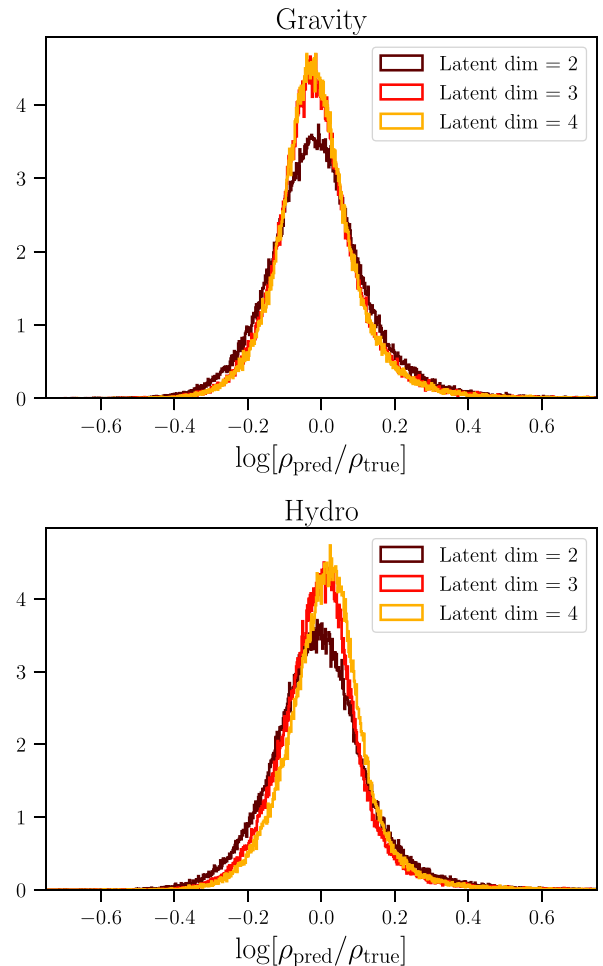 Gravity
Latent dim = 2
Latent dim = 3
Latent dim = 4
4
3
2
1
0
−0.6 −0.4 −0.2 0.0 0.2 0.4 0.6
log[ρpred/ρtrue]
Hydro
Latent dim = 2
Latent dim = 3
Latent dim = 4
4
3
2
1
0
−0.6 −0.4 −0.2 0.0 0.2 0.4 0.6
log[ρpred/ρtrue]